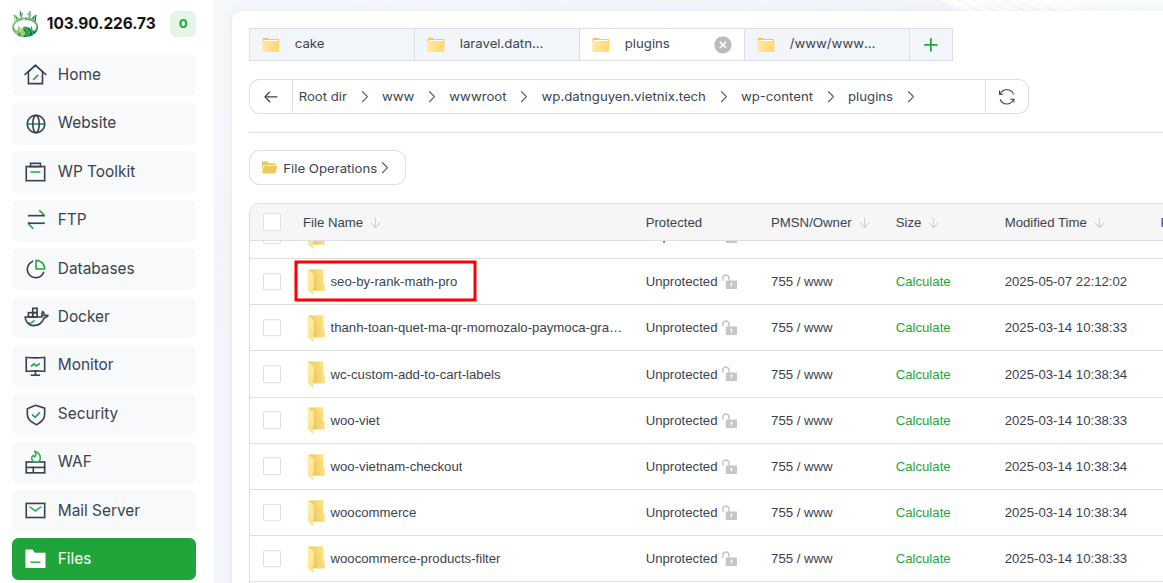 103.90.226.73 0
Home
Website
WP Toolkit
FTP
Databases
Docker
Monitor
Security
WAF
Mail Server
Files
cake laravel.datn... plugins /www/www...
Root dir www wwwroot wp.datnguyen.vietnix.tech wp-content plugins
File Operations
File Name Protected PMSN/Owner Size Modified Time
seo-by-rank-math-pro Unprotected 755 / www Calculate 2025-05-07 22:12:02
thanh-toan-quet-ma-qr-momozalo-paymoca-gra... Unprotected 755 / www Calculate 2025-03-14 10:38:33
wc-custom-add-to-cart-labels Unprotected 755 / www Calculate 2025-03-14 10:38:34
woo-viet Unprotected 755 / www Calculate 2025-03-14 10:38:33
woo-vietnam-checkout Unprotected 755 / www Calculate 2025-03-14 10:38:34
woocommerce Unprotected 755 / www Calculate 2025-03-14 10:38:34
woocommerce-products-filter Unprotected 755 / www Calculate 2025-03-14 10:38:33